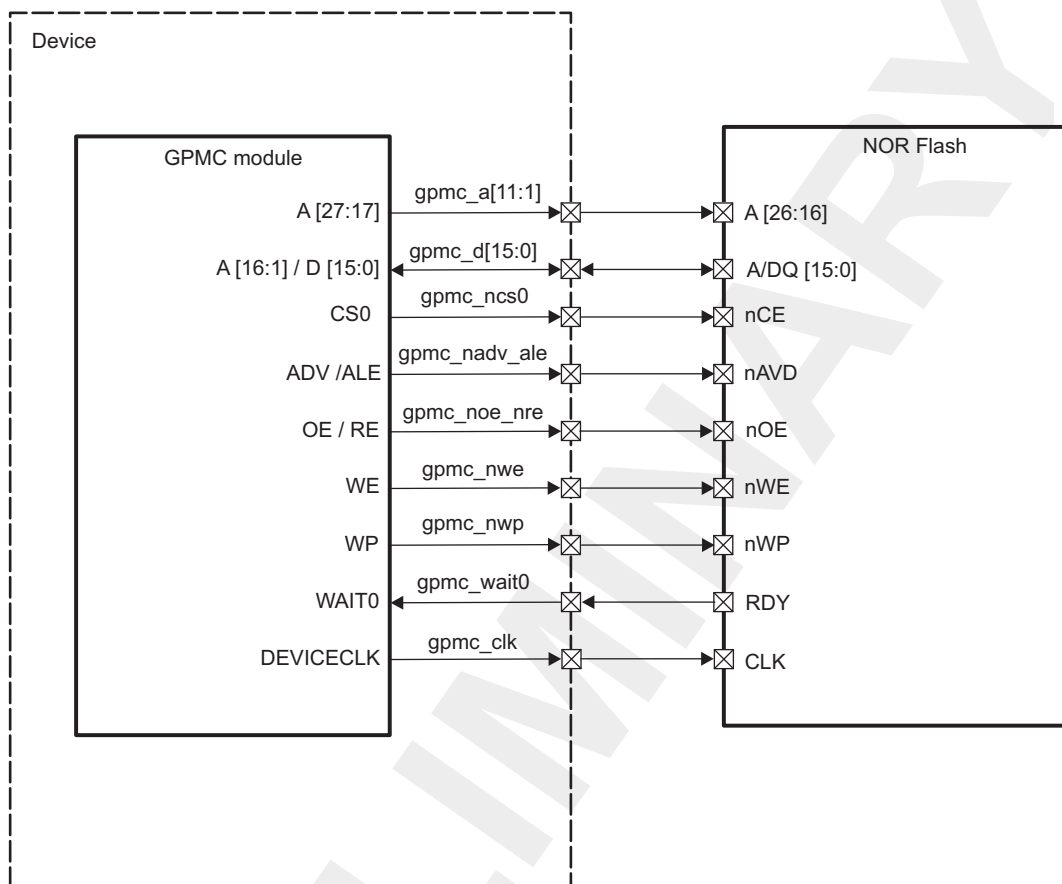 Device
GPMC module
NOR Flash
A [27:17]
gpmc_a[11:1]
A [26:16]
A [16:1] / D [15:0]
gpmc_d[15:0]
A/DQ [15:0]
CS0
gpmc_ncs0
nCE
ADV /ALE
gpmc_nadv_ale
nAVD
OE / RE
gpmc_noe_nre
nOE
WE
gpmc_nwe
nWE
WP
gpmc_nwp
nWP
WAIT0
gpmc_wait0
RDY
DEVICECLK
gpmc_clk
CLK
LIMINARY